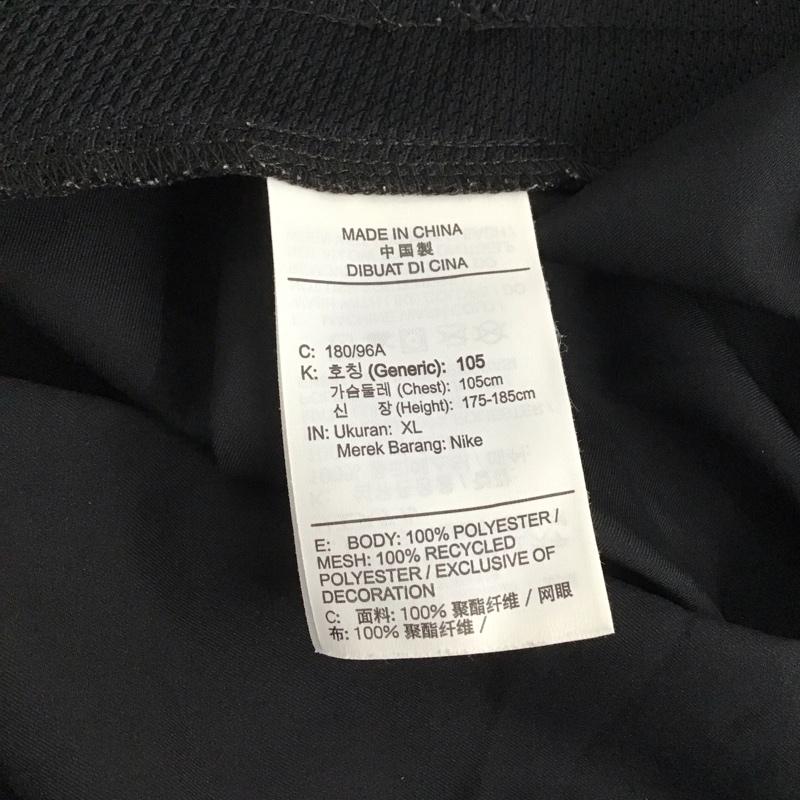 MADE IN CHINA
中国製
DIBUAT DI CINA
C: 180/96A
K: 호칭 (Generic): 105
가슴둘레 (Chest): 105cm
신 장 (Height): 175-185cm
IN: Ukuran: XL
Merek Barang: Nike
E: BODY: 100% POLYESTER /
MESH: 100% RECYCLED
POLYESTER / EXCLUSIVE OF
DECORATION
C: 面料: 100% 聚酯纤维 / 网眼
布: 100% 聚酯纤维 /